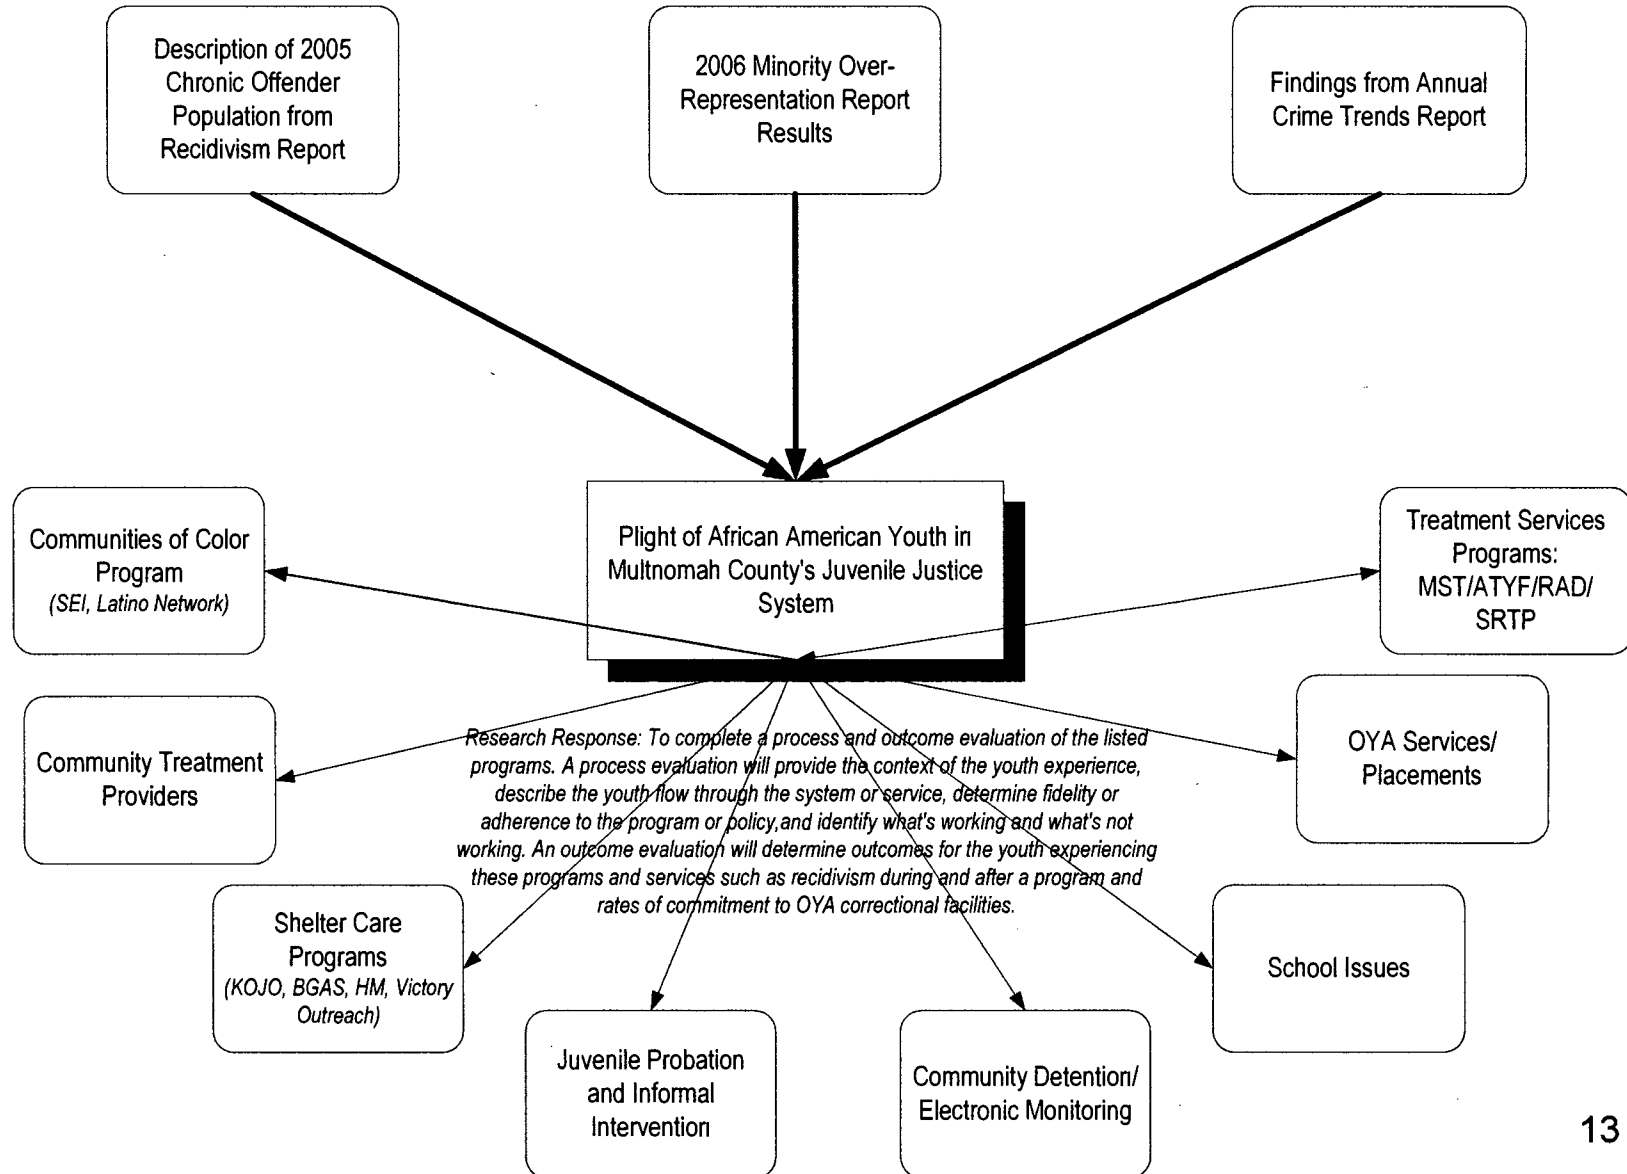 Description of 2005
Chronic Offender
Population from
Recidivism Report
2006 Minority Over-
Representation Report
Results
Findings from Annual
Crime Trends Report
Plight of African American Youth in
Multnomah County's Juvenile Justice
System
Communities of Color
Program
(SEI, Latino Network)
Treatment Services
Programs:
MST/ATYF/RAD/
SRTP
Community Treatment
Providers
OYA Services/
Placements
Research Response: To complete a process and outcome evaluation of the listed
programs. A process evaluation will provide the context of the youth experience,
describe the youth flow through the system or service, determine fidelity or
adherence to the program or policy,and identify what's working and what's not
working. An outcome evaluation will determine outcomes for the youth experiencing
these programs and services such as recidivism during and after a program and
rates of commitment to OYA correctional facilities.
Shelter Care
Programs
(KOJO, BGAS, HM, Victory
Outreach)
School Issues
Juvenile Probation
and Informal
Intervention
Community Detention/
Electronic Monitoring
13